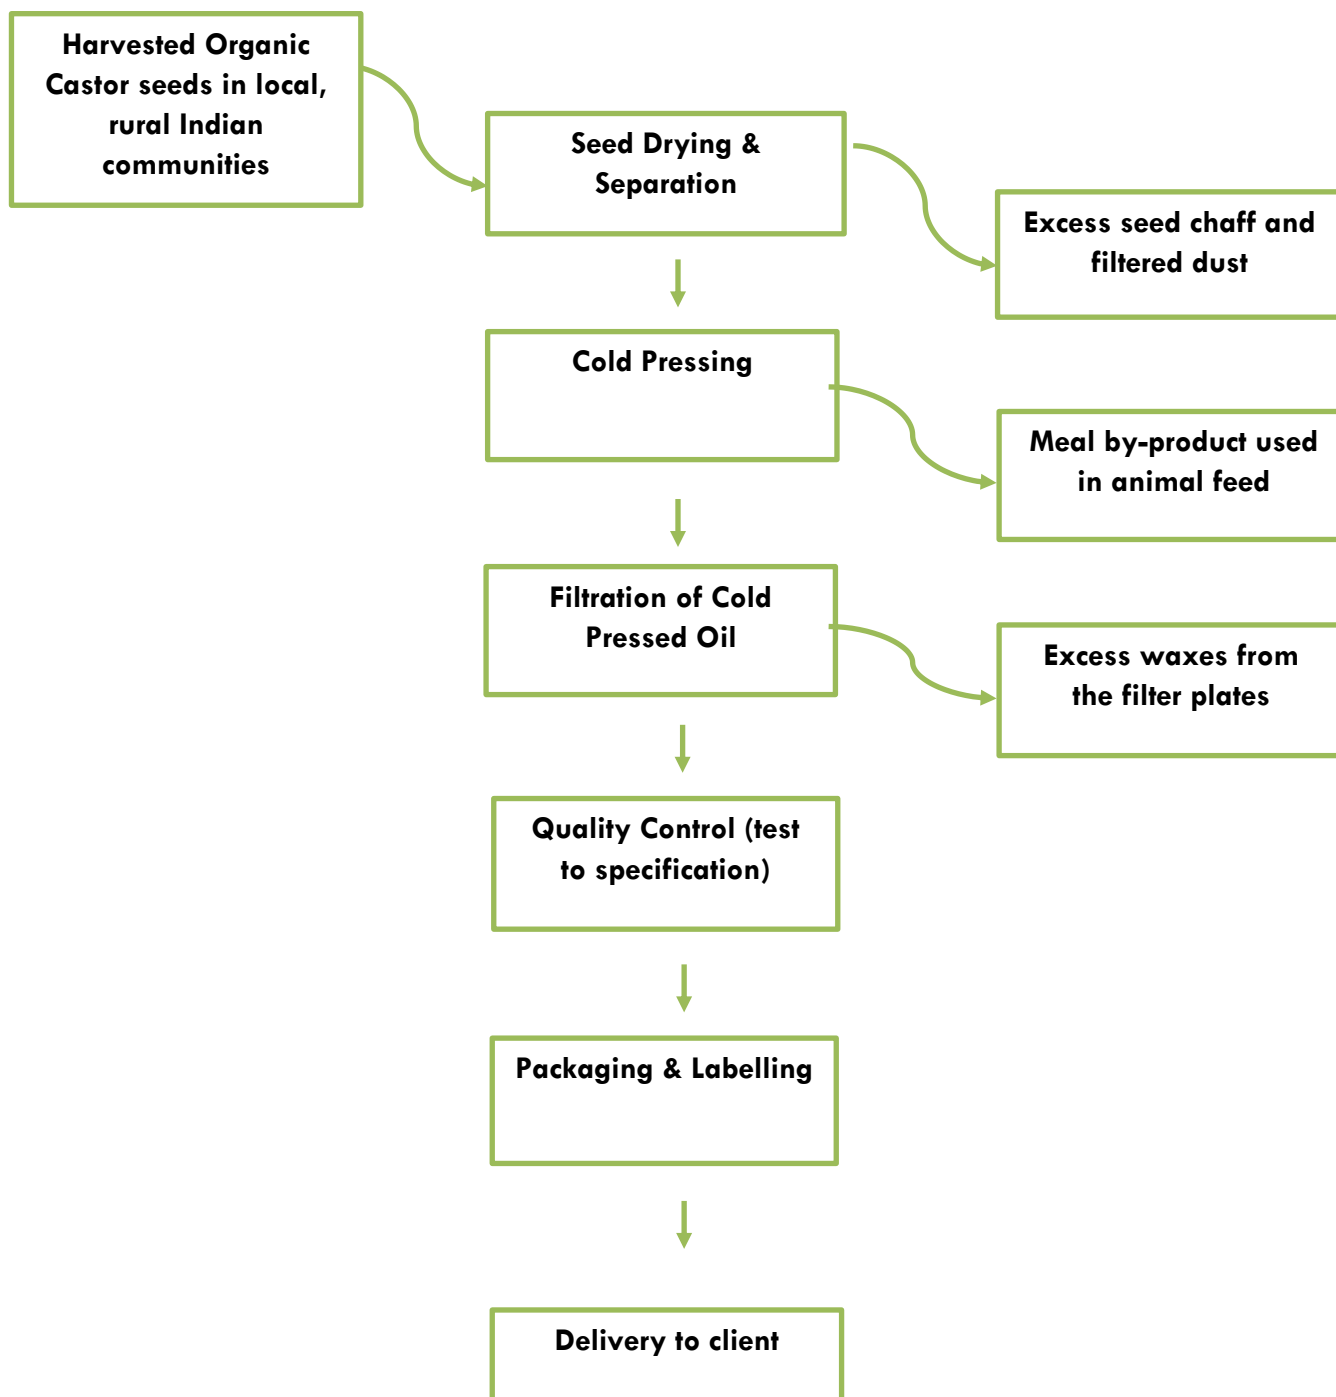 Harvested Organic
Castor seeds in local,
rural Indian
communities
Seed Drying &
Separation
Excess seed chaff and
filtered dust
Cold Pressing
Meal by-product used
in animal feed
Filtration of Cold
Pressed Oil
Excess waxes from
the filter plates
Quality Control (test
to specification)
Packaging & Labelling
Delivery to client